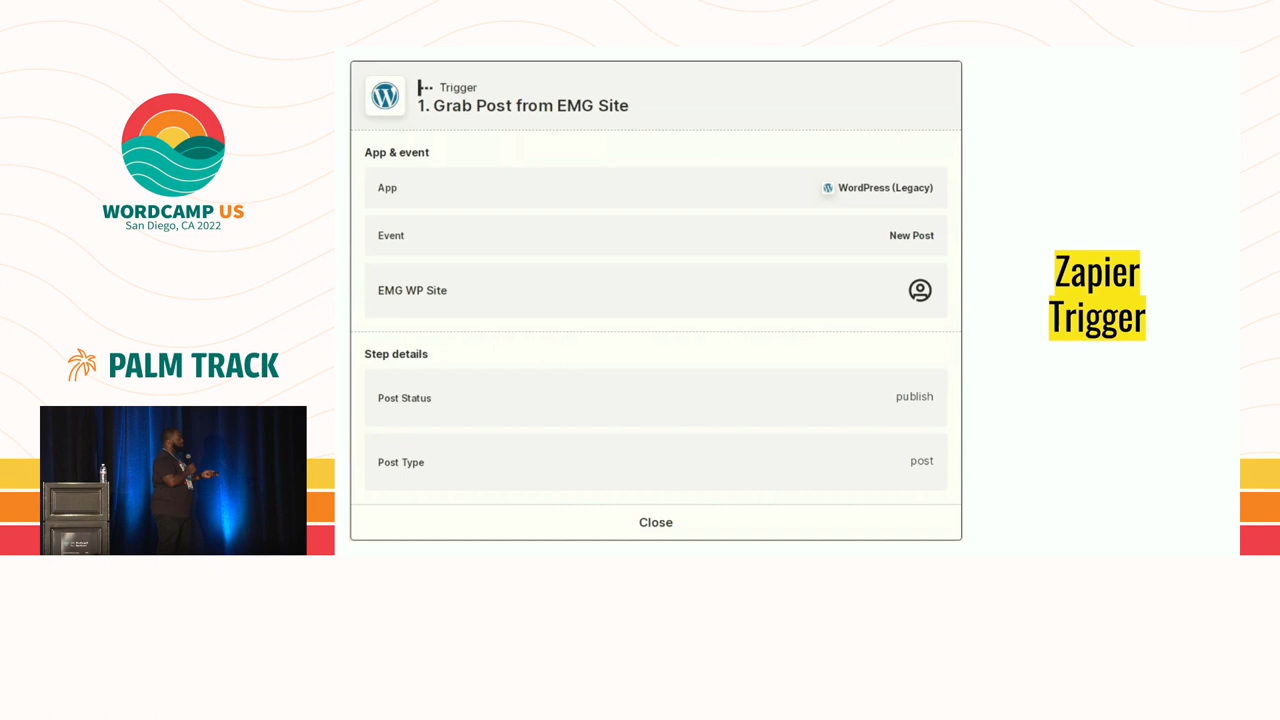 WORDCAMP US
San Diego, CA 2022
PALM TRACK
Trigger
1. Grab Post from EMG Site
App & event
App
WordPress (Legacy)
Event
New Post
EMG WP Site
Step details
Post Status
publish
Post Type
post
Close
Zapier
Trigger